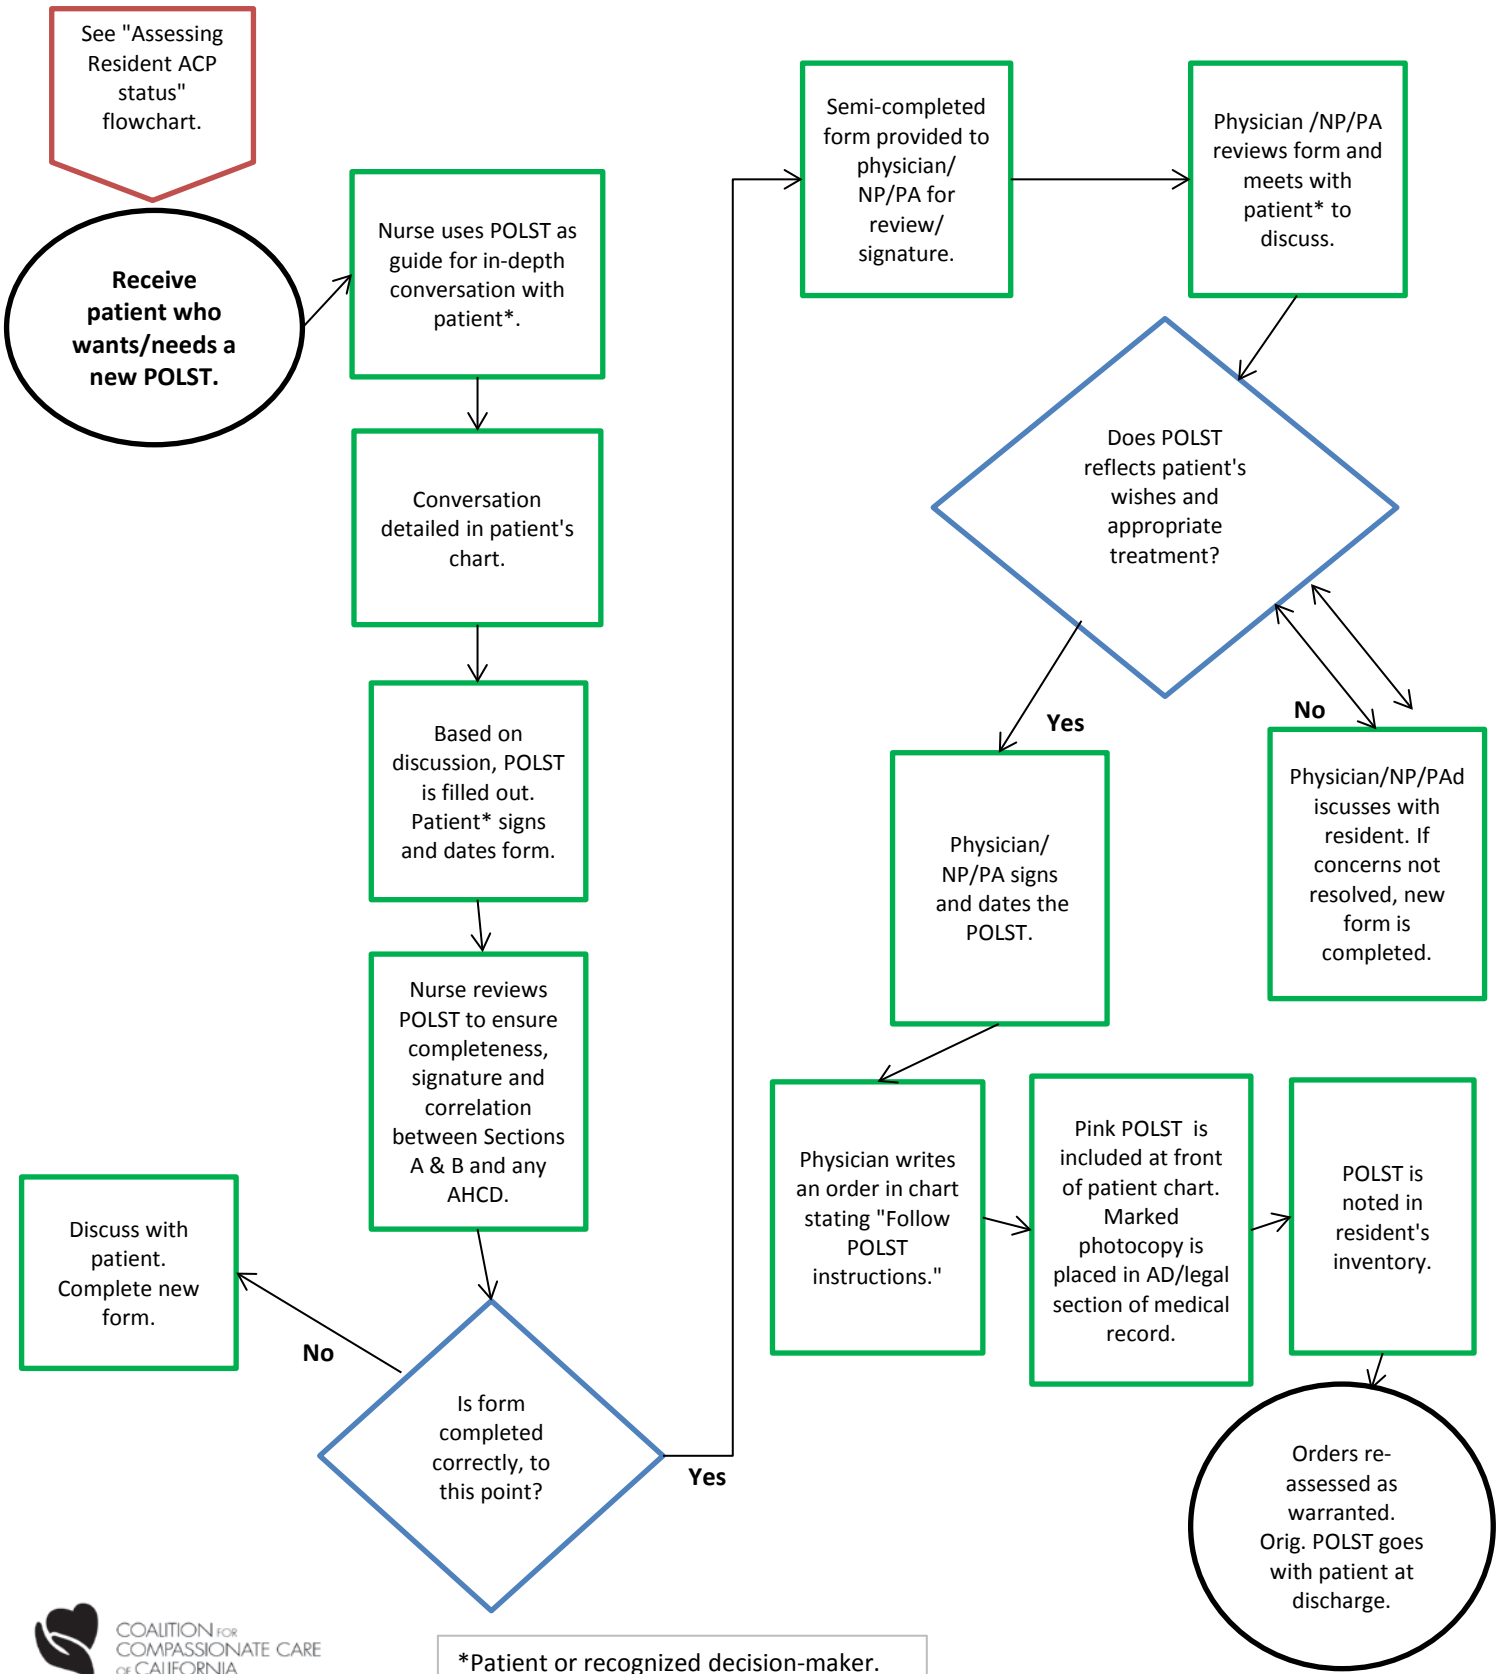 See "Assessing
Resident ACP
status"
flowchart.
Receive
patient who
wants/needs a
new POLST.
Nurse uses POLST as
guide for in-depth
conversation with
patient*.
Conversation
detailed in patient's
chart.
Based on
discussion, POLST
is filled out.
Patient* signs
and dates form.
Nurse reviews
POLST to ensure
completeness,
signature and
correlation
between Sections
A & B and any
AHCD.
Discuss with
patient.
Complete new
form.
No
Is form
completed
correctly, to
this point?
Yes
Semi-completed
form provided to
physician/
NP/PA for
review/
signature.
Physician /NP/PA
reviews form and
meets with
patient* to
discuss.
Does POLST
reflects patient's
wishes and
appropriate
treatment?
Yes
No
Physician/NP/PAd
iscusses with
resident. If
concerns not
resolved, new
form is
completed.
Physician/
NP/PA signs
and dates the
POLST.
Physician writes
an order in chart
stating "Follow
POLST
instructions."
Pink POLST is
included at front
of patient chart.
Marked
photocopy is
placed in AD/legal
section of medical
record.
POLST is
noted in
resident's
inventory.
Orders re-
assessed as
warranted.
Orig. POLST goes
with patient at
discharge.
COALITION FOR
COMPASSIONATE CARE
OF CALIFORNIA
*Patient or recognized decision-maker.